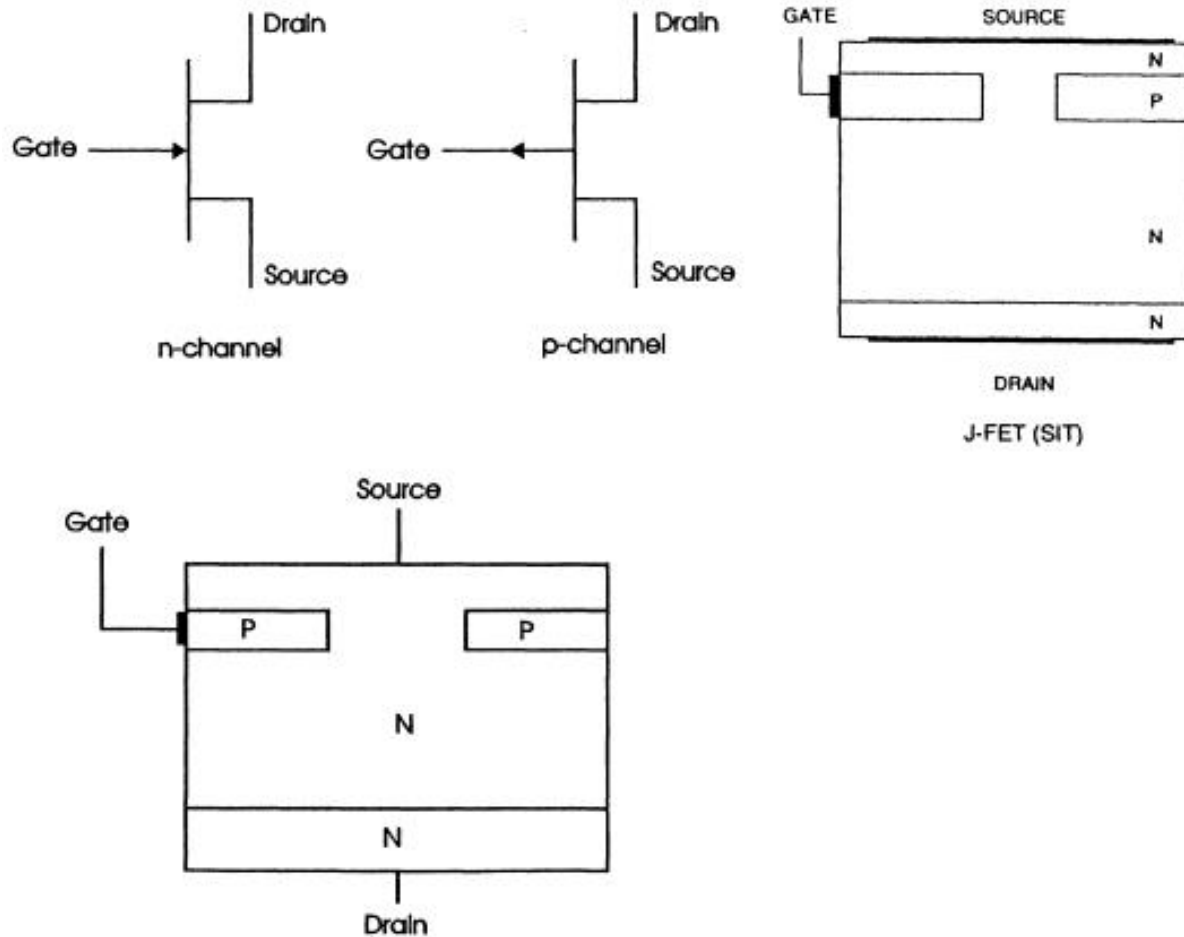 Drain
Gate
Source
n-channel
Drain
Gate
Source
p-channel
GATE
SOURCE
N
P
N
N
DRAIN
J-FET (SIT)
Source
Gate
P
P
N
N
Drain